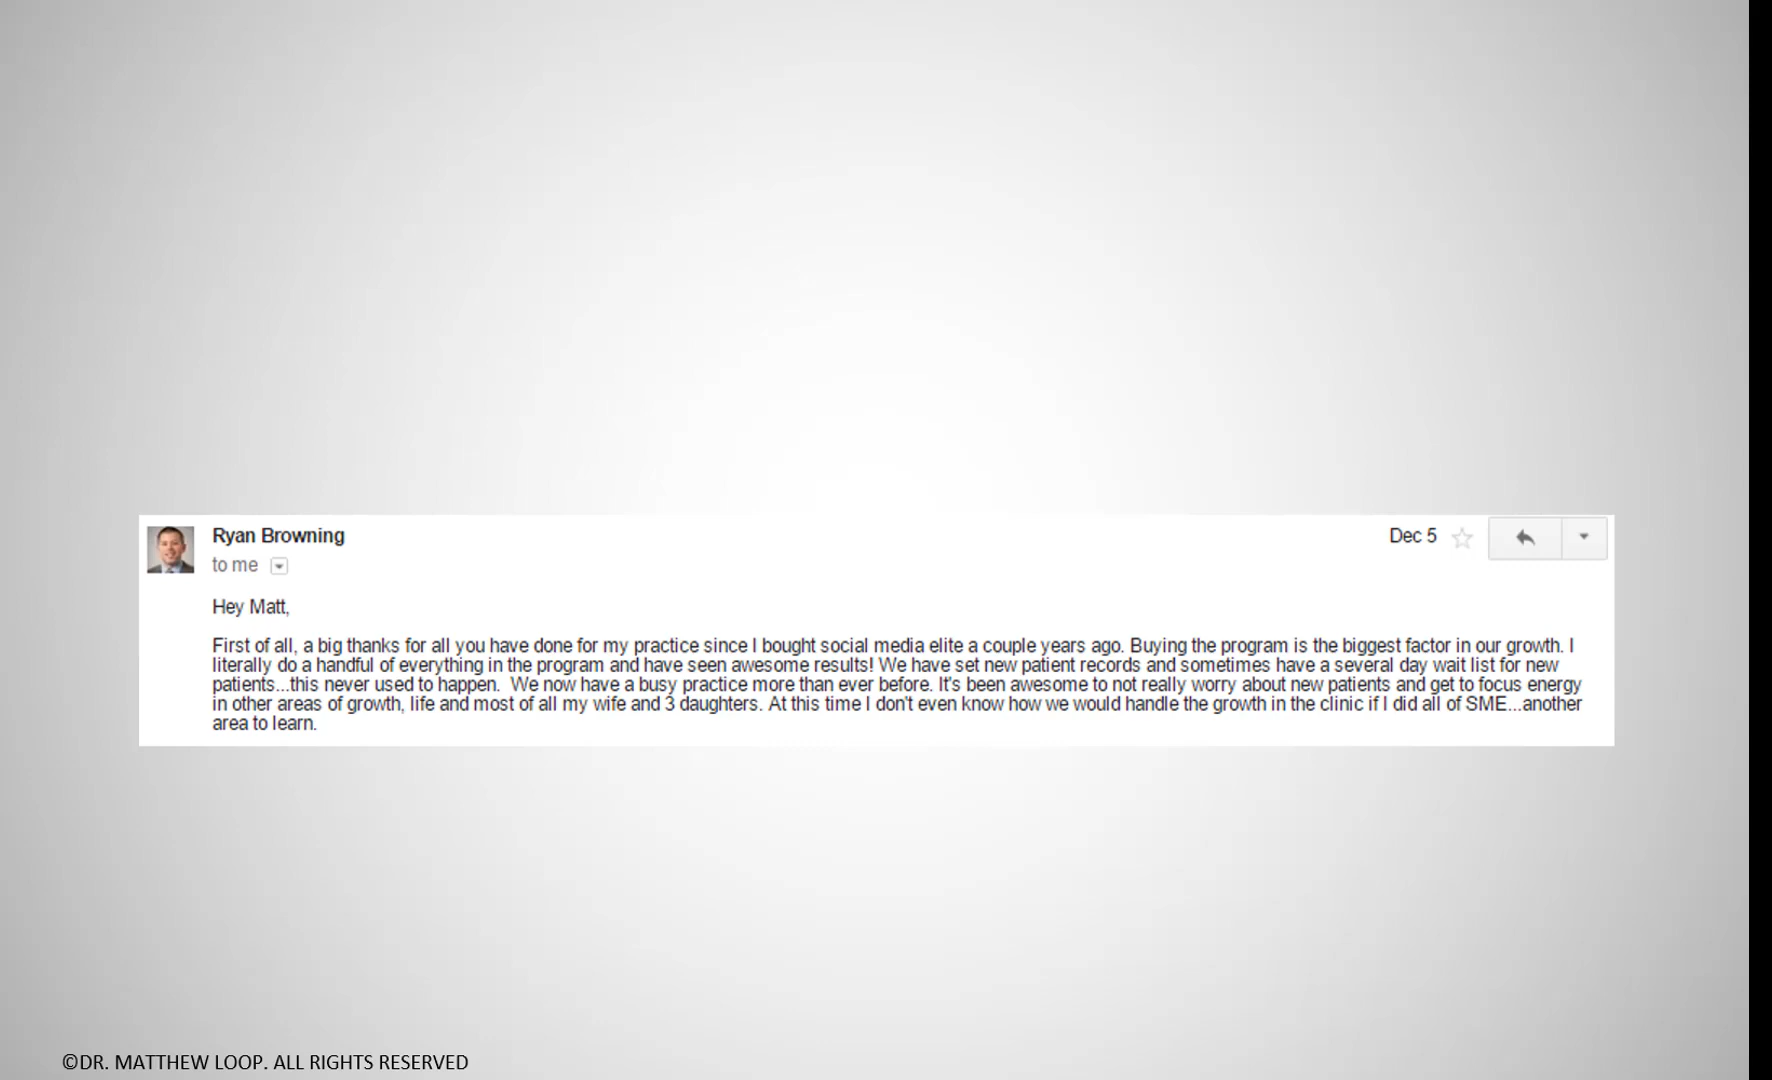 Ryan Browning
Dec 5
to me
Hey Matt,
First of all, a big thanks for all you have done for my practice since I bought social media elite a couple years ago. Buying the program is the biggest factor in our growth. I
literally do a handful of everything in the program and have seen awesome results! We have set new patient records and sometimes have a several day wait list for new
patients...this never used to happen.  We now have a busy practice more than ever before. It's been awesome to not really worry about new patients and get to focus energy
in other areas of growth, life and most of all my wife and 3 daughters. At this time I don't even know how we would handle the growth in the clinic if I did all of SME...another
area to learn.
©DR. MATTHEW LOOP. ALL RIGHTS RESERVED